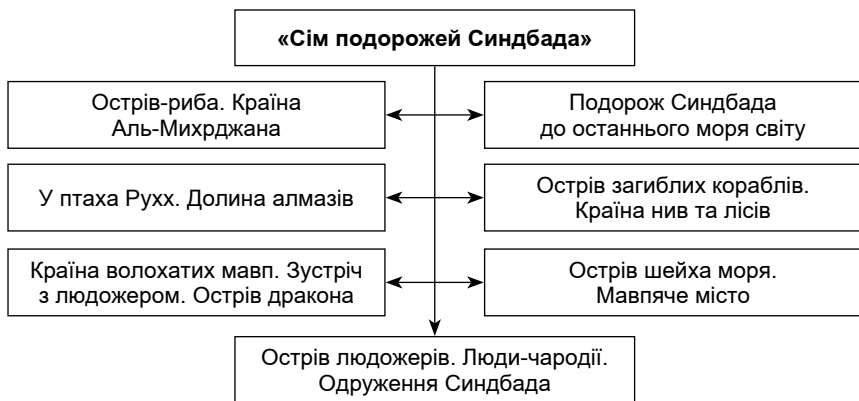 «Сім подорожей Синдбада»
Острів-риба. Країна
Аль-Михрджана
Подорож Синдбада
до останнього моря світу
У птаха Рухх. Долина алмазів
Острів загиблих кораблів.
Країна нив та лісів
Країна волохатих мавп. Зустріч
з людожером. Острів дракона
Острів шейха моря.
Мавпяче місто
Острів людожерів. Люди-чародії.
Одруження Синдбада